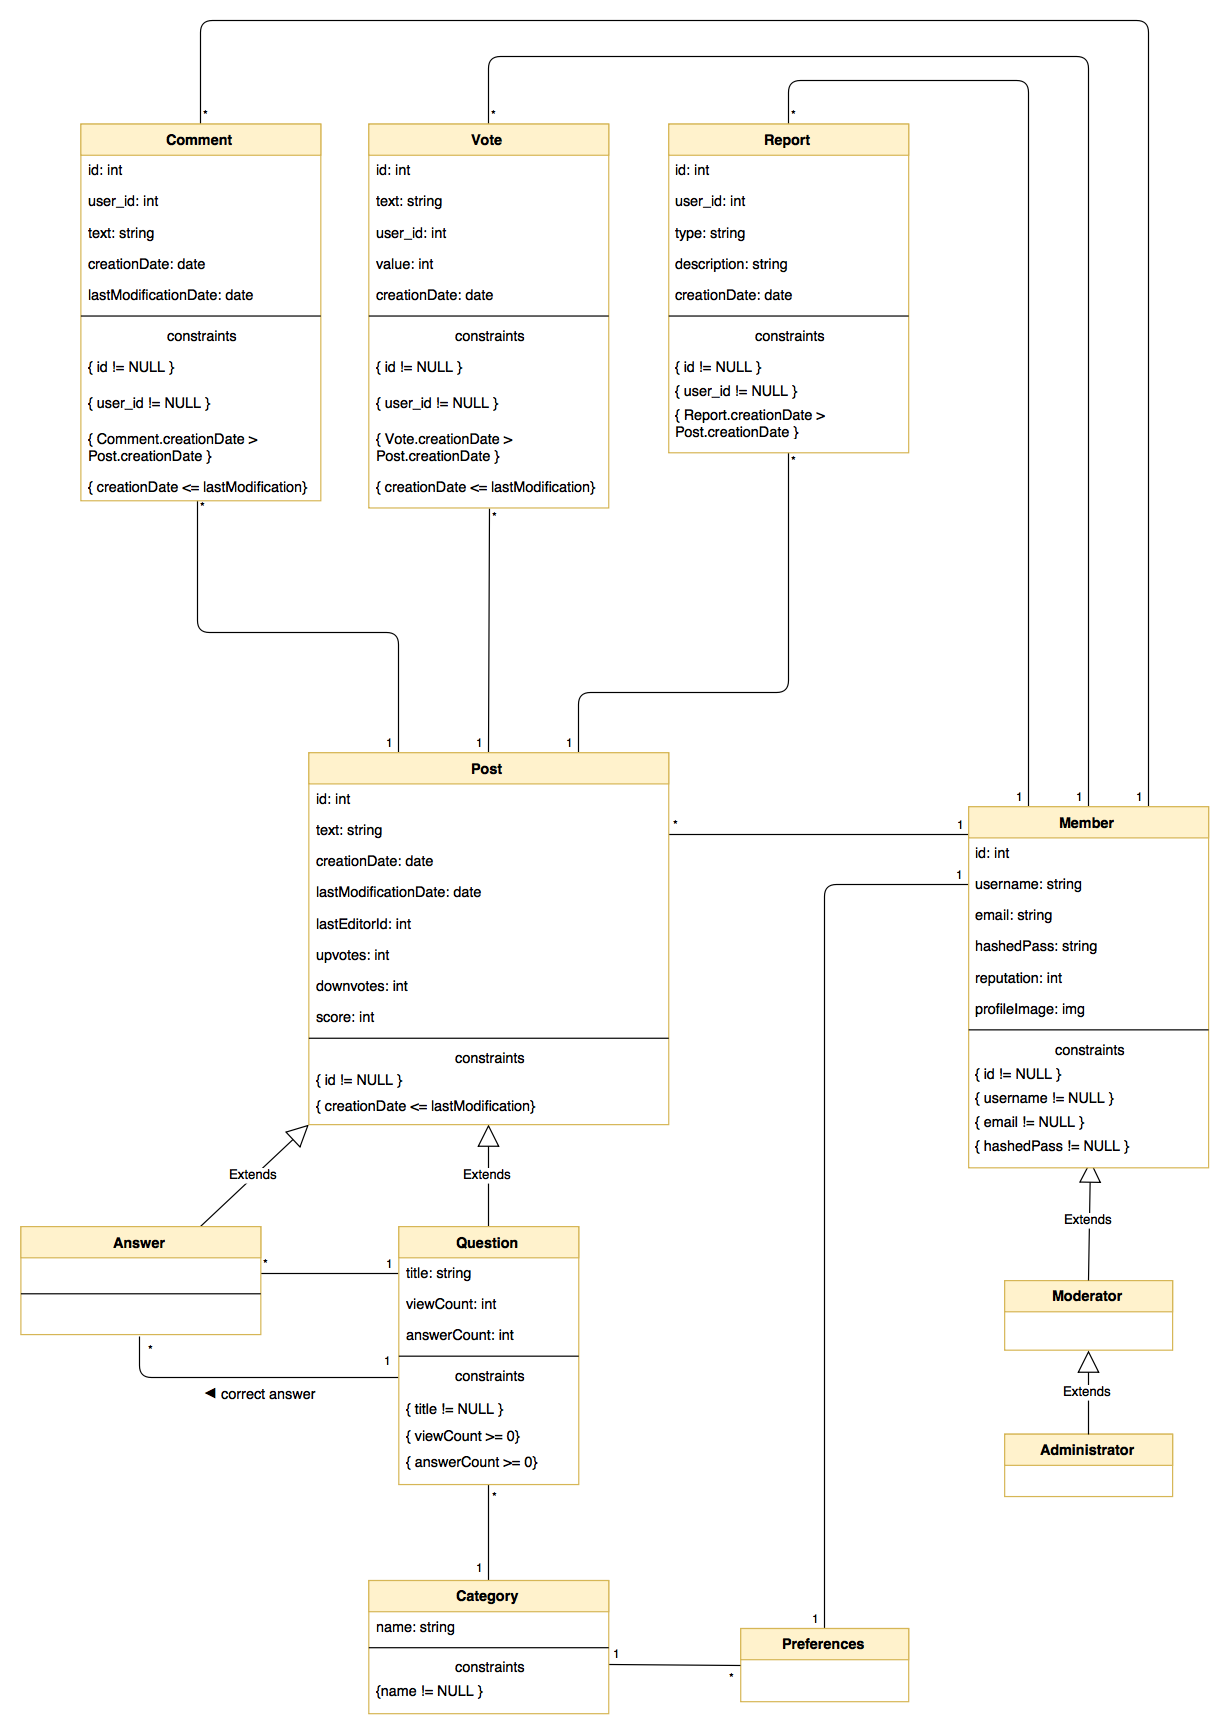 *
*
*
Comment
id: int
user_id: int
text: string
creationDate: date
lastModificationDate: date
constraints
{ id != NULL }
{ user_id != NULL }
{ Comment.creationDate >
Post.creationDate }
{ creationDate <= lastModification}
*
Vote
id: int
text: string
user_id: int
value: int
creationDate: date
constraints
{ id != NULL }
{ user_id != NULL }
{ Vote.creationDate >
Post.creationDate }
{ creationDate <= lastModification}
*
Report
id: int
user_id: int
type: string
description: string
creationDate: date
constraints
{ id != NULL }
{ user_id != NULL }
{ Report.creationDate >
Post.creationDate }
*
1
1
1
Post
id: int
text: string
creationDate: date
lastModificationDate: date
lastEditorId: int
upvotes: int
downvotes: int
score: int
constraints
{ id != NULL }
{ creationDate <= lastModification}
*
1
1
1
1
1
Member
id: int
username: string
email: string
hashedPass: string
reputation: int
profileImage: img
constraints
{ id != NULL }
{ username != NULL }
{ email != NULL }
{ hashedPass != NULL }
Extends
Extends
Extends
Answer
*
1
*
1
◄ correct answer
Question
title: string
viewCount: int
answerCount: int
constraints
{ title != NULL }
{ viewCount >= 0}
{ answerCount >= 0}
Moderator
Extends
Administrator
*
1
Category
name: string
constraints
{name != NULL }
1
*
1
Preferences